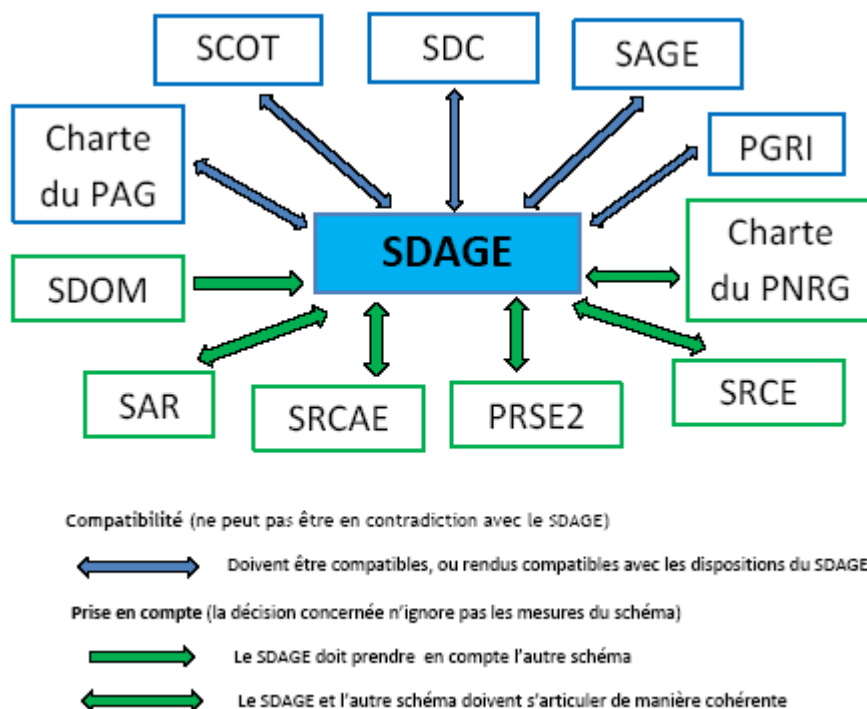 SCOT
SDC
SAGE
Charte
du PAG
PGRI
SDAGE
Charte
du PNRG
SDOM
SAR
SRCAE
PRSE2
SRCE
Compatibilité (ne peut pas être en contradiction avec le SDAGE)
Doivent être compatibles, ou rendus compatibles avec les dispositions du SDAGE
Prise en compte (la décision concernée n'ignore pas les mesures du schéma)
Le SDAGE doit prendre en compte l'autre schéma
Le SDAGE et l'autre schéma doivent s'articuler de manière cohérente